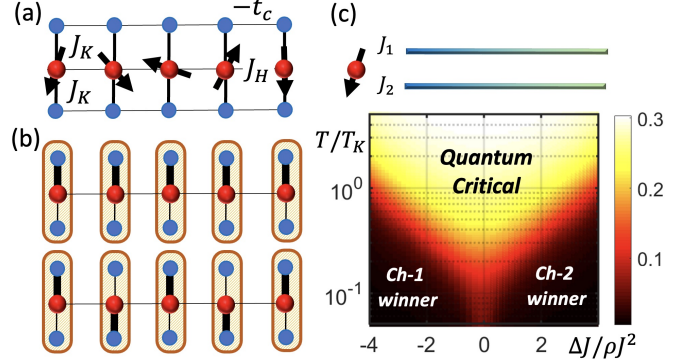 (a)
−t_c
J_K
J_H
J_K
(b)
(c)
J_1
J_2
T/T_K
Quantum
Critical
Ch-1
winner
Ch-2
winner
10^0
10^-1
-4
-2
0
2
ΔJ/ρJ^2
0.3
0.2
0.1